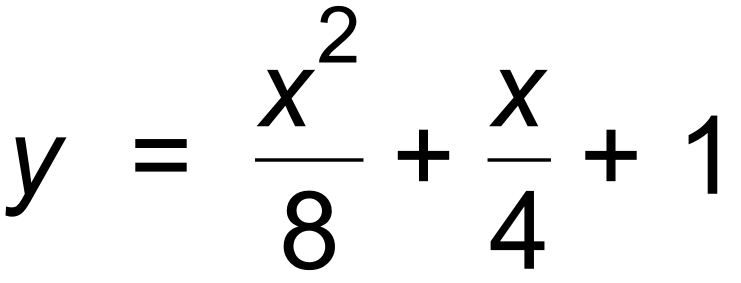 y = x²/8 + x/4 + 1